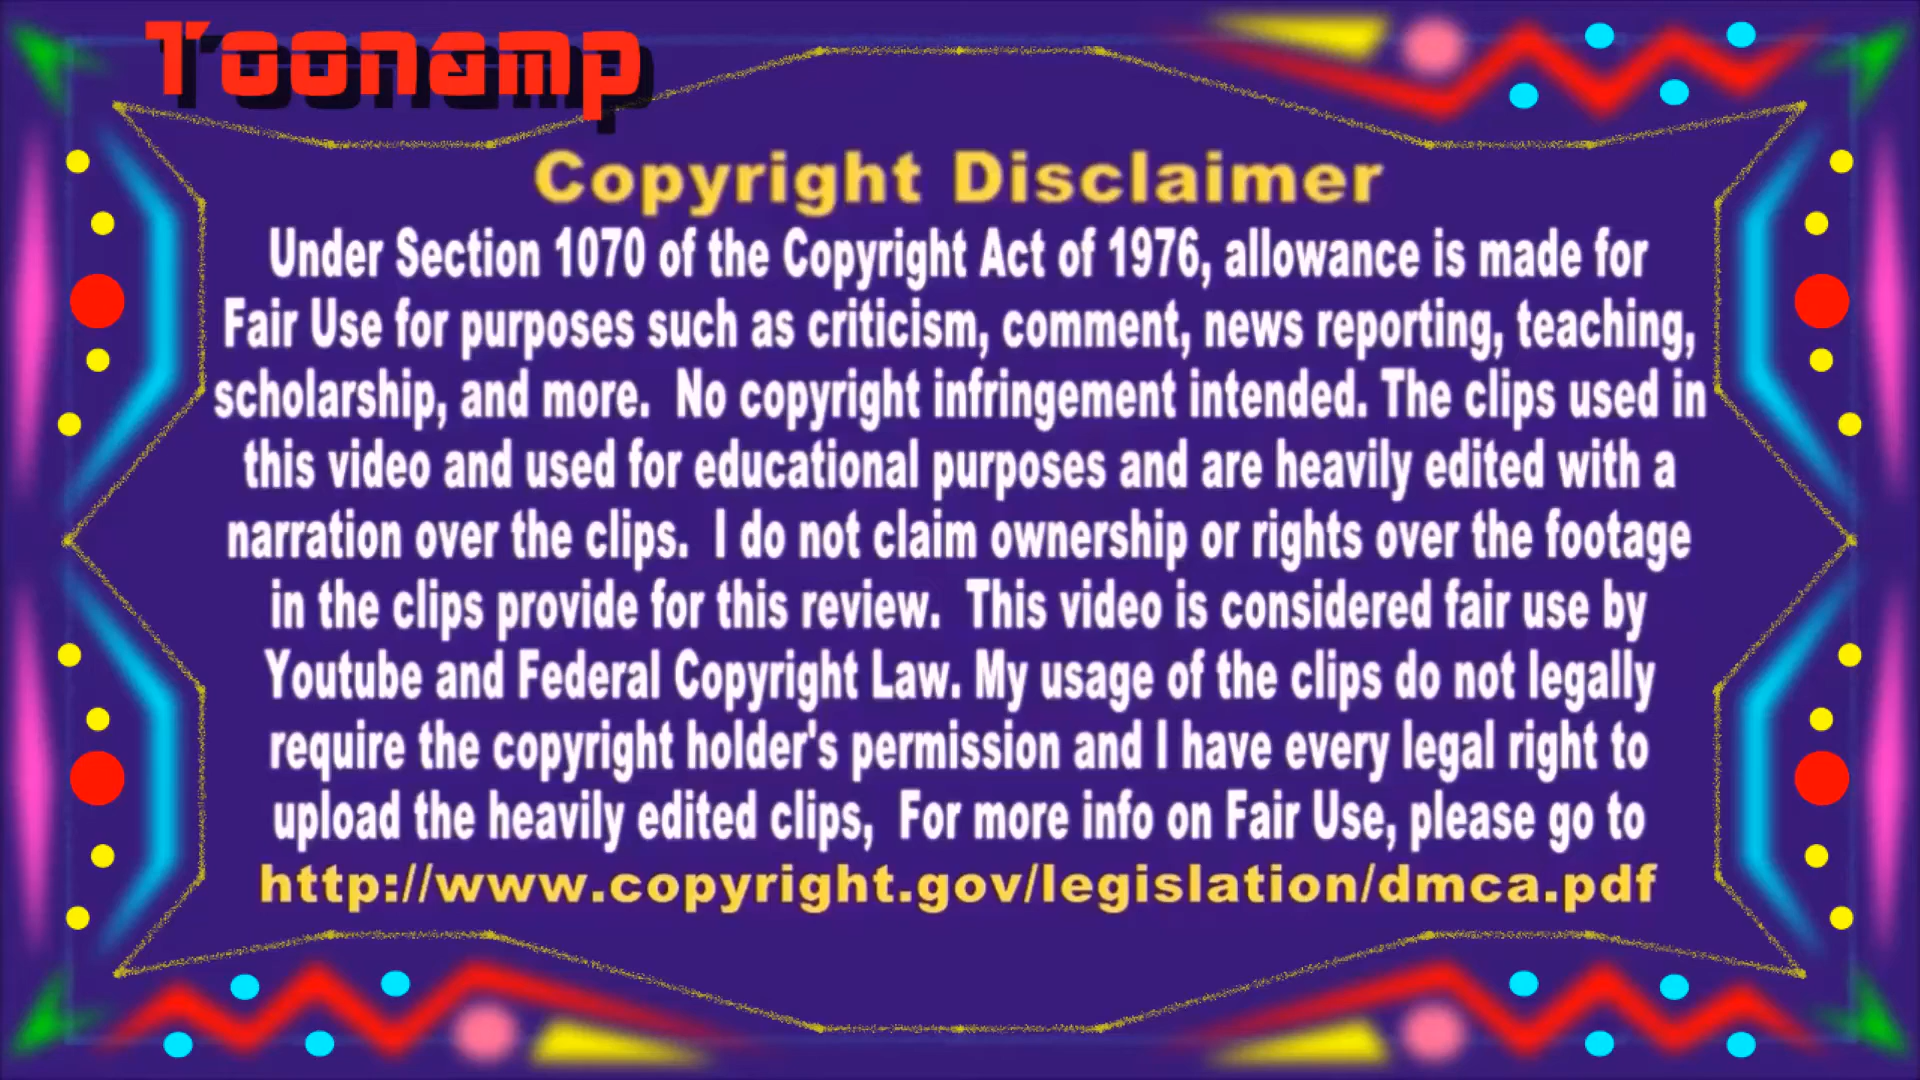 Toonamp
Copyright Disclaimer
Under Section 1070 of the Copyright Act of 1976, allowance is made for
Fair Use for purposes such as criticism, comment, news reporting, teaching,
scholarship, and more. No copyright infringement intended. The clips used in
this video and used for educational purposes and are heavily edited with a
narration over the clips. I do not claim ownership or rights over the footage
in the clips provide for this review. This video is considered fair use by
Youtube and Federal Copyright Law. My usage of the clips do not legally
require the copyright holder's permission and I have every legal right to
upload the heavily edited clips, For more info on Fair Use, please go to
http://www.copyright.gov/legislation/dmca.pdf